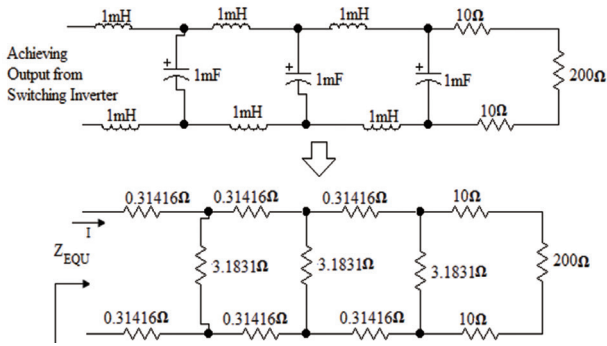 1mH 1mH 1mH 10Ω
Achieving
Output from
Switching Inverter
+ 1mF + 1mF + 1mF 200Ω
1mH 1mH 1mH 10Ω
0.31416Ω 0.31416Ω 0.31416Ω 10Ω
I
ZEQU
3.1831Ω 3.1831Ω 3.1831Ω 200Ω
0.31416Ω 0.31416Ω 0.31416Ω 10Ω